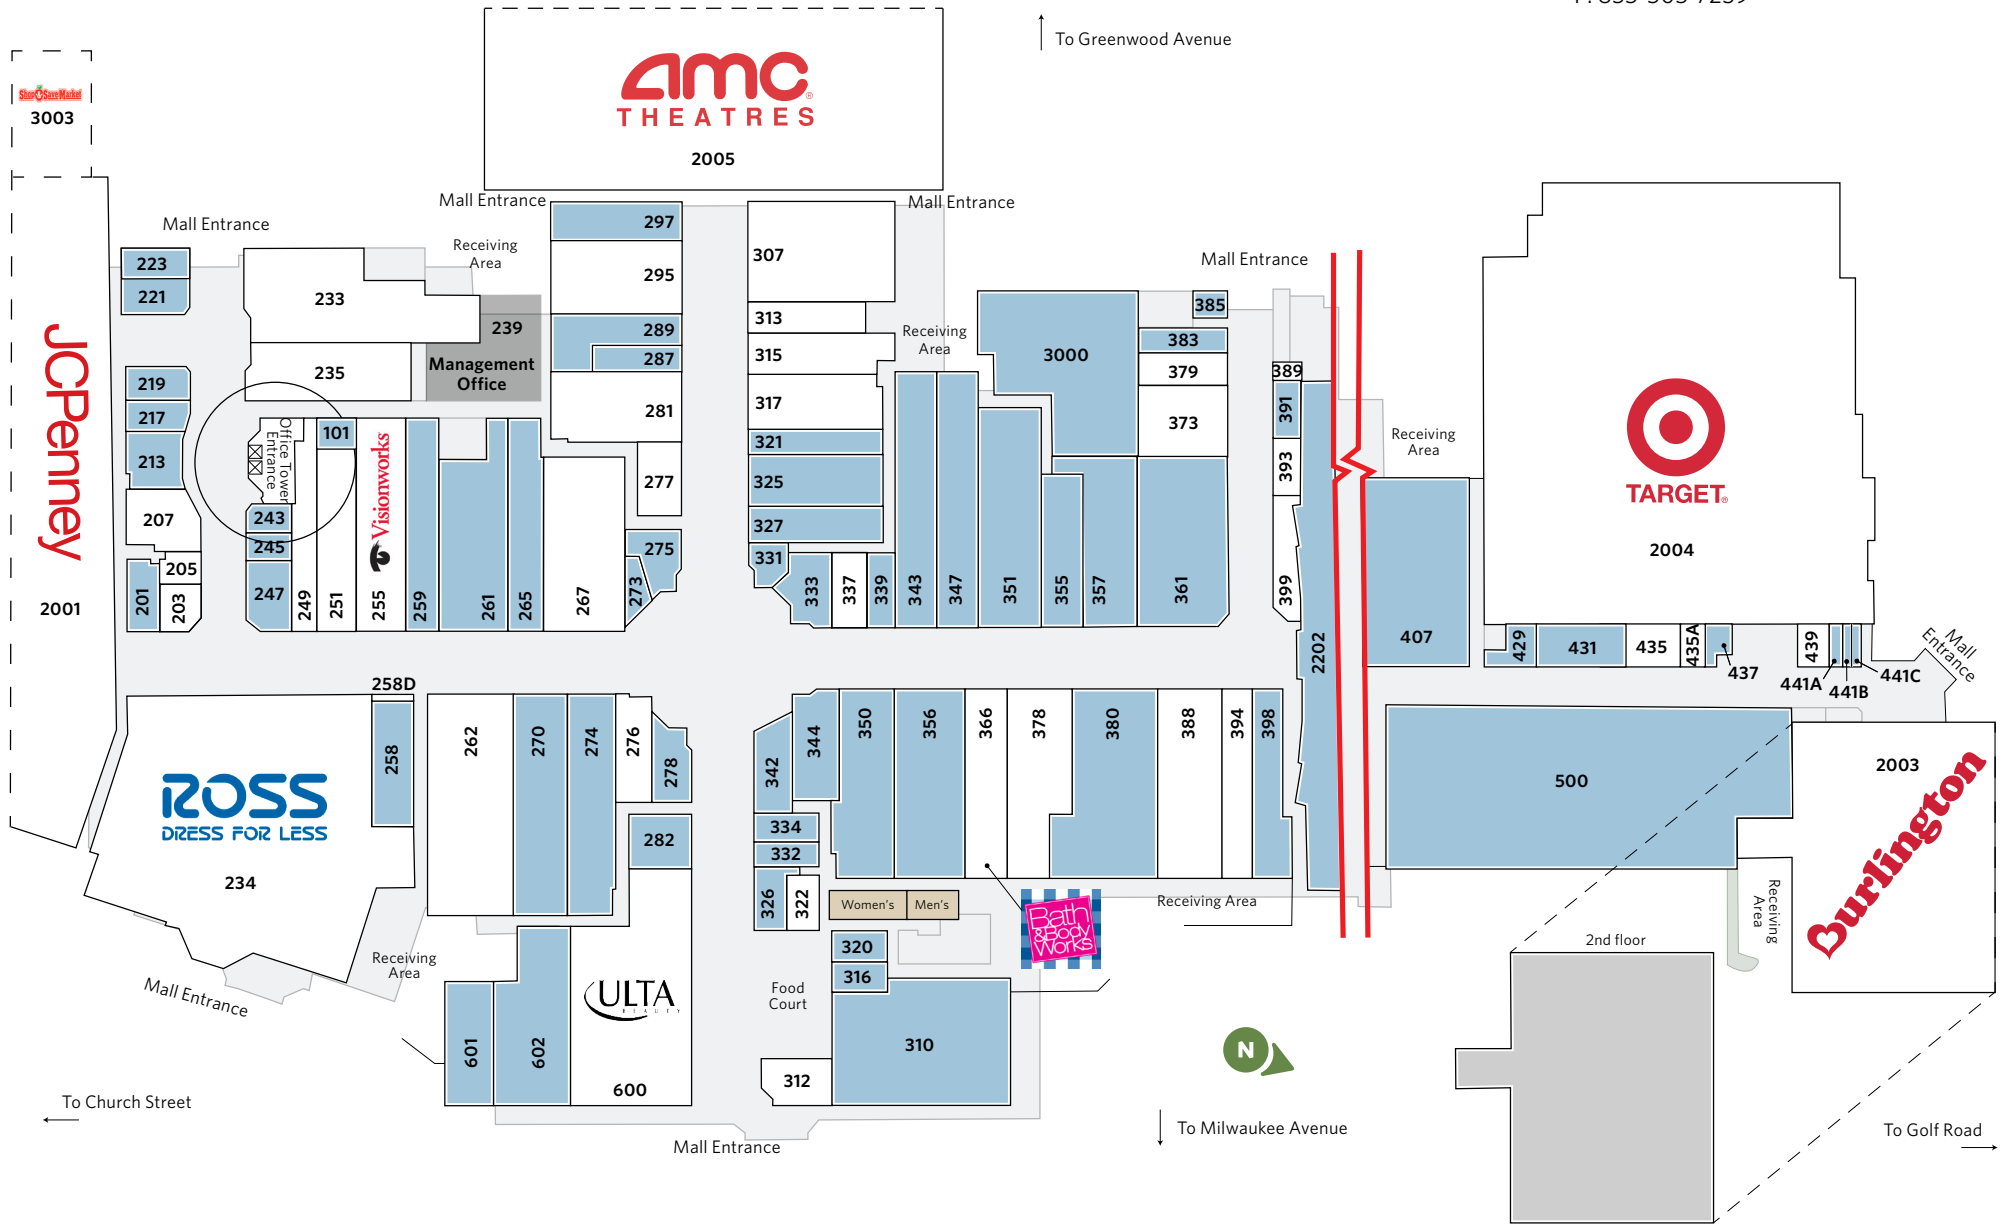 To Greenwood Avenue
Shop Save Market
3003
amc
THEATRES
2005
Mall Entrance
Mall Entrance
Mall Entrance
Mall Entrance
Receiving
Area
223
221
233
239
Management
Office
235
297
295
289
287
281
277
275
273
307
313
315
317
321
325
327
331
Receiving
Area
3000
385
383
379
373
389
391
393
399
2202
Receiving
Area
TARGET
2004
JCPenney
2001
219
217
213
207
205
203
201
Office Tower
Entrance
101
243
245
247
249
251
Visionworks
255
259
261
265
267
333
337
339
343
347
351
355
357
361
407
429
431
435
435A
437
439
441A
441B
441C
Mall
Entrance
258D
258
ROSS
DRESS FOR LESS
234
262
270
274
276
278
282
342
344
350
356
366
378
380
388
394
398
334
332
326
322
Women's
Men's
320
316
310
312
Food
Court
Bath
& Body
Works
Receiving Area
500
2003
Burlington
Receiving
Area
2nd floor
Receiving
Area
Mall Entrance
601
602
ULTA
BEAUTY
600
N
To Church Street
To Milwaukee Avenue
To Golf Road
Mall Entrance